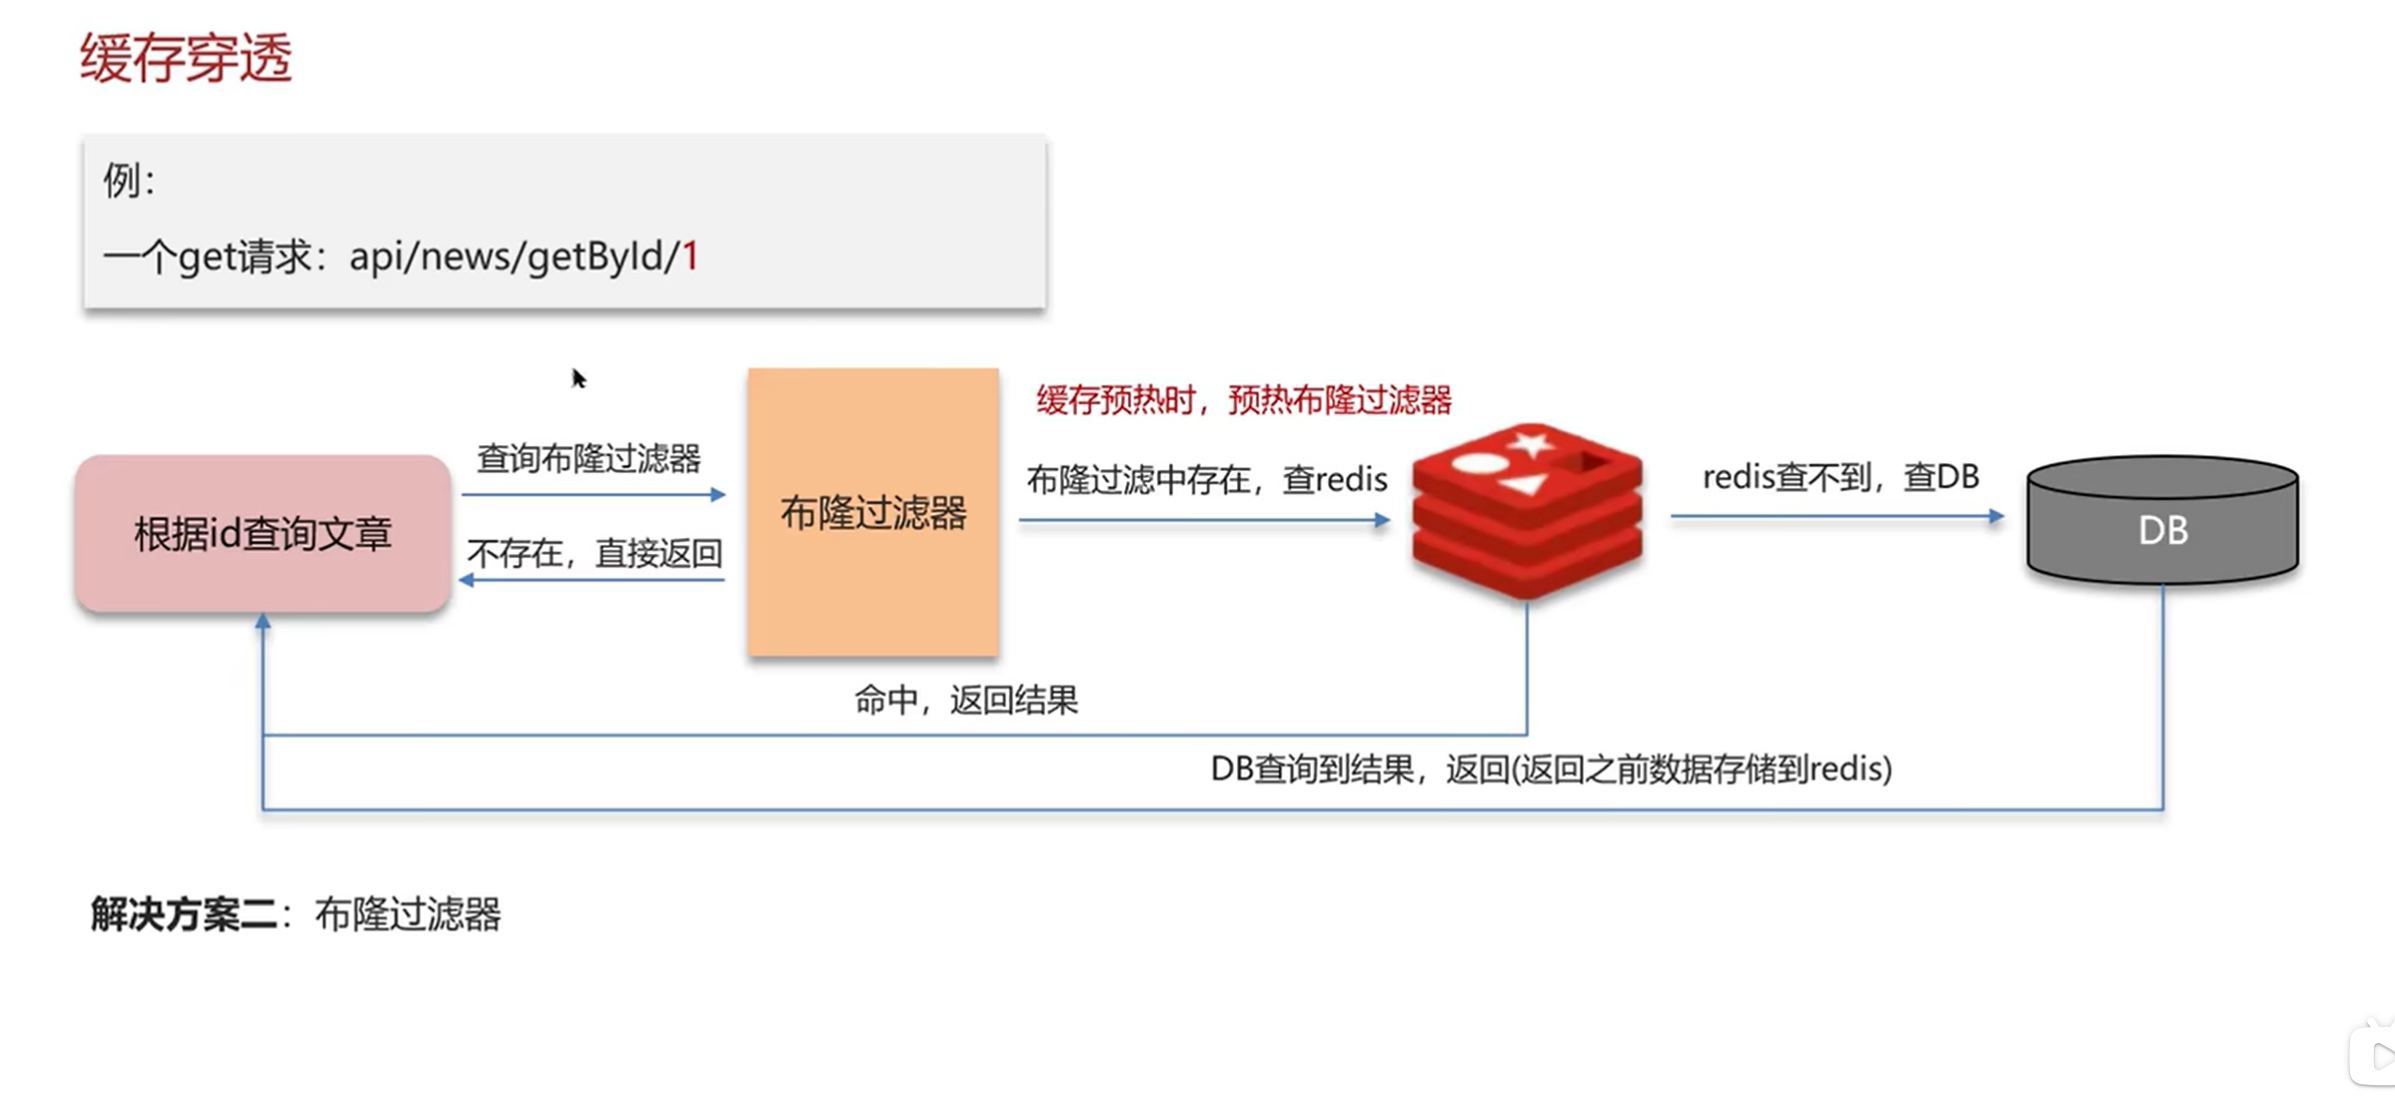 缓存穿透
例：
一个get请求：api/news/getById/1
缓存预热时，预热布隆过滤器
查询布隆过滤器
布隆过滤中存在，查redis
redis查不到，查DB
根据id查询文章
布隆过滤器
DB
不存在，直接返回
命中，返回结果
DB查询到结果，返回(返回之前数据存储到redis)
解决方案二：布隆过滤器